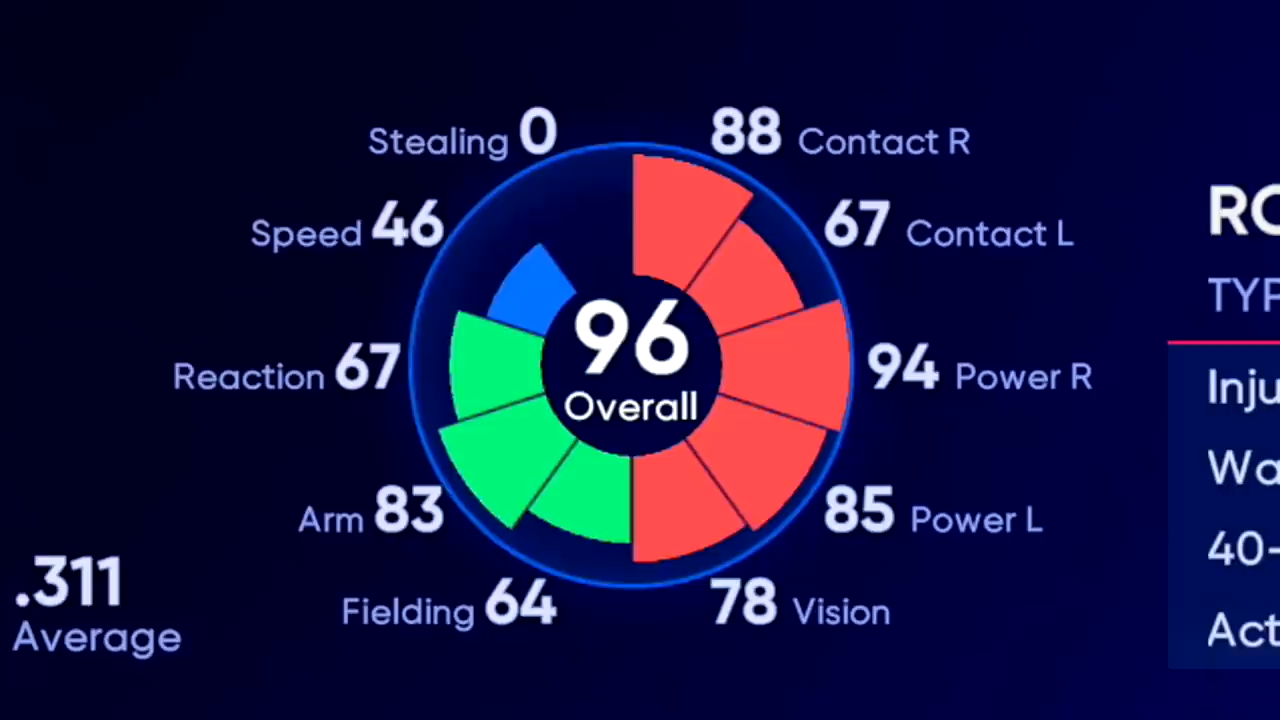 Stealing 0
88 Contact R
Speed 46
67 Contact L
Reaction 67
94 Power R
Arm 83
85 Power L
Fielding 64
78 Vision
96
Overall
.311
Average
40-